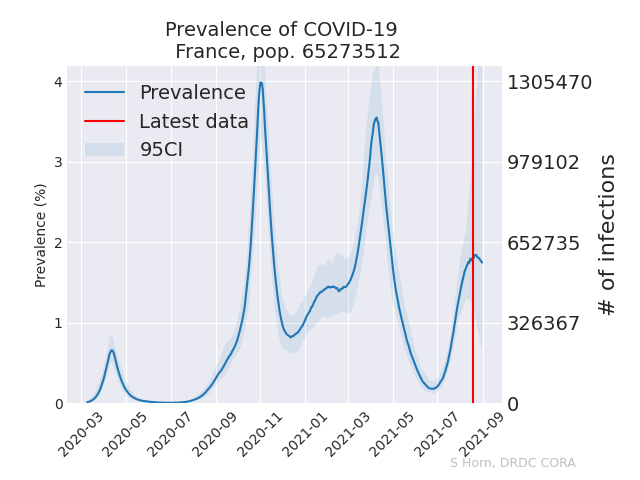 Prevalence of COVID-19
France, pop. 65273512
Prevalence
Latest data
95CI
Prevalence (%)
4
3
2
1
0
1305470
979102
652735
326367
0
# of infections
2020-03
2020-05
2020-07
2020-09
2020-11
2021-01
2021-03
2021-05
2021-07
2021-09
S Horn, DRDC CORA